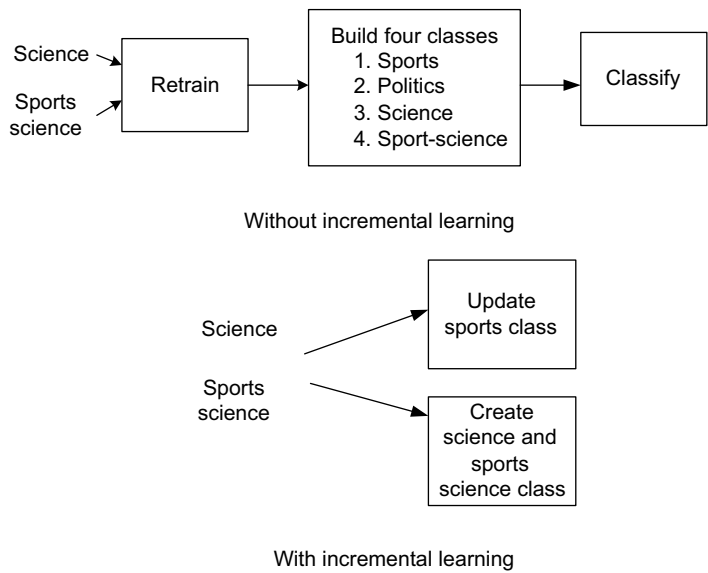 Science
Sports
science
Retrain
Build four classes
1. Sports
2. Politics
3. Science
4. Sport-science
Classify
Without incremental learning
Science
Sports
science
Update
sports class
Create
science and
sports
science class
With incremental learning